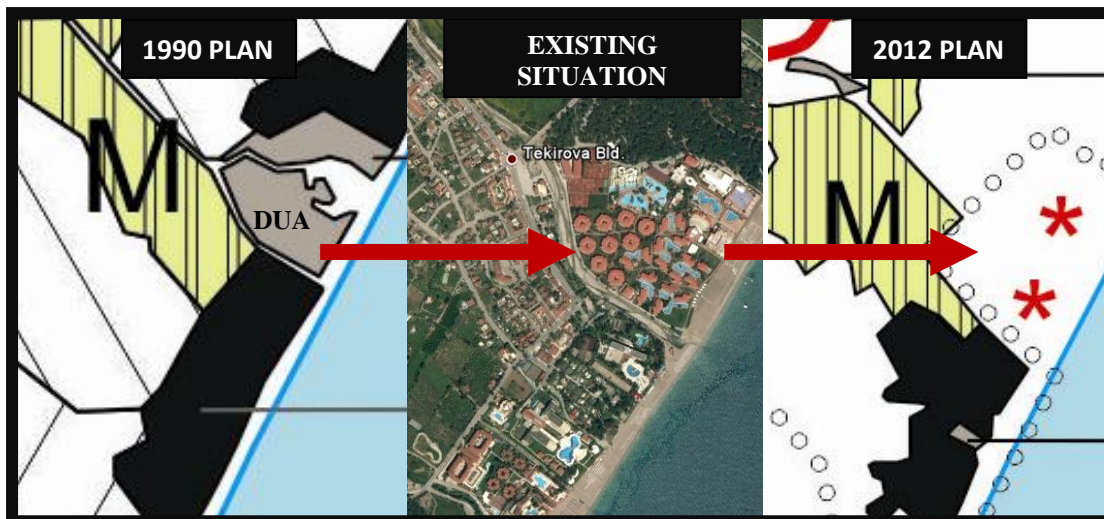 1990 PLAN
EXISTING
SITUATION
2012 PLAN
M
DUA
Tekirova Bld.
M
*
*